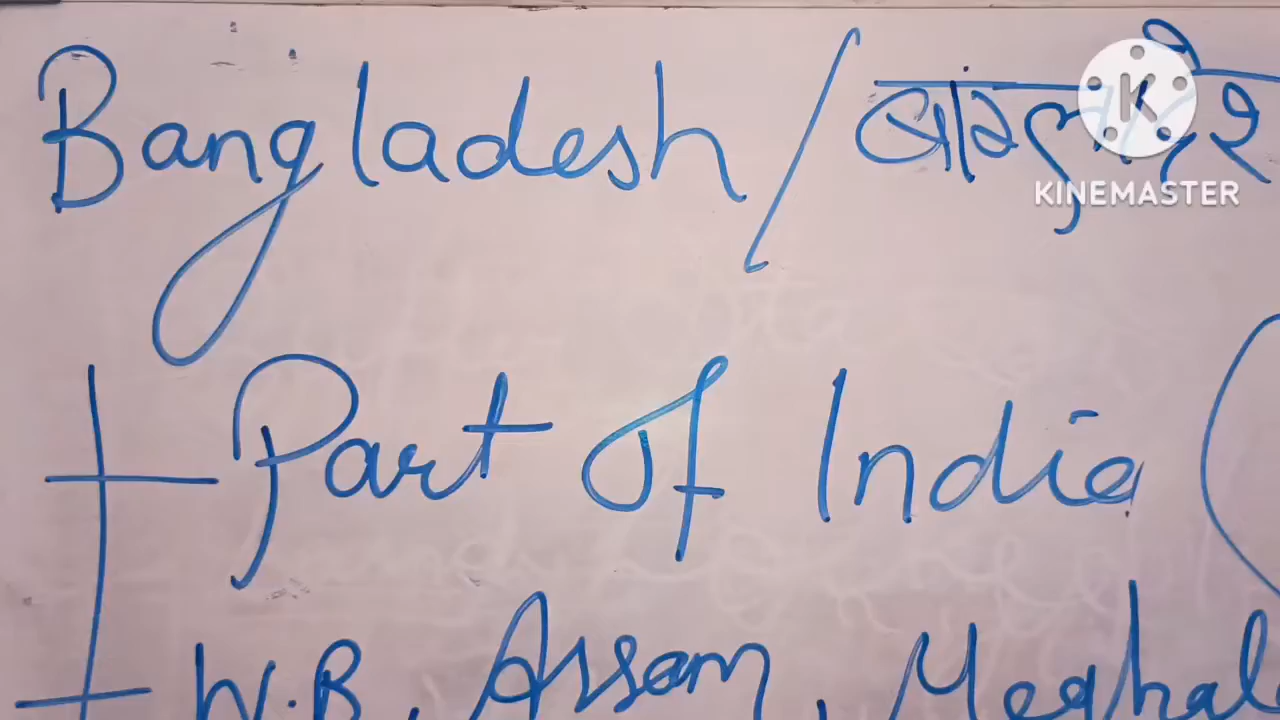 Bangladesh /
KINEMASTER
Part of India (
W.B, Assam, Meghal